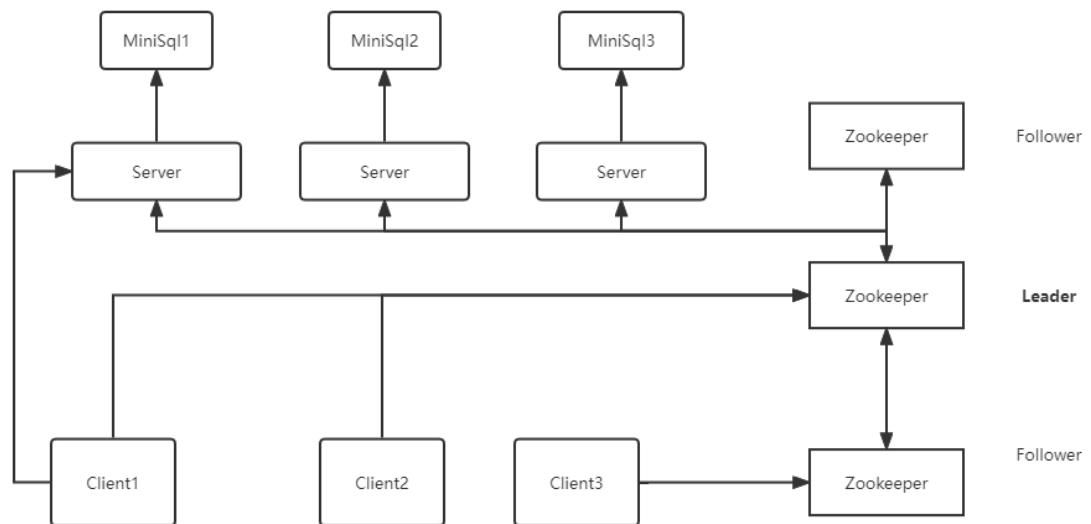 MiniSql1
MiniSql2
MiniSql3
Zookeeper
Follower
Server
Server
Server
Zookeeper
Leader
Follower
Client1
Client2
Client3
Zookeeper